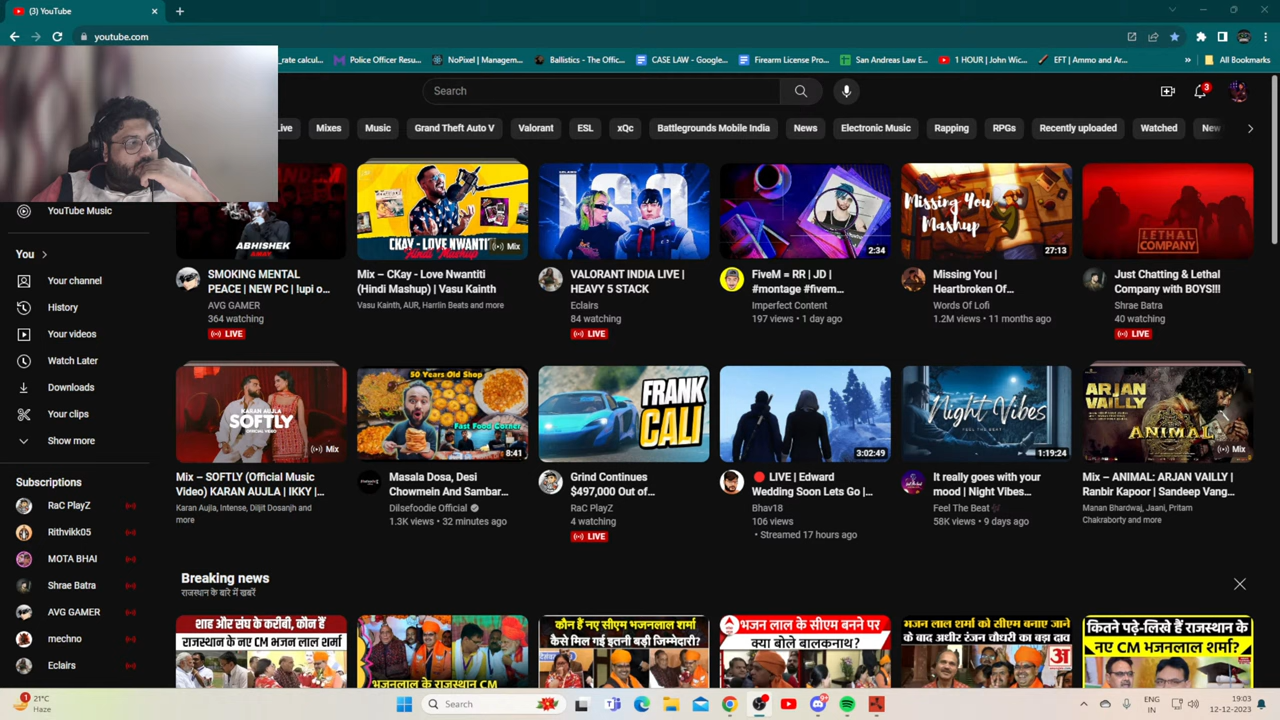 (3) YouTube
youtube.com
_rate calcul...
Police Officer Resu...
NoPixel | Managem...
Ballistics - The Offic...
CASE LAW - Google...
Firearm License Pro...
San Andreas Law E...
1 HOUR | John Wic...
EFT | Ammo and Ar...
»
All Bookmarks
Search
3
Live
Mixes
Music
Grand Theft Auto V
Valorant
ESL
xQc
Battlegrounds Mobile India
News
Electronic Music
Rapping
RPGs
Recently uploaded
Watched
New
YouTube Music
You
Your channel
History
Your videos
Watch Later
Downloads
Your clips
Show more
Subscriptions
RaC PlayZ
Rithvikk05
MOTA BHAI
Shrae Batra
AVG GAMER
mechno
Eclairs
ABHISHEK
AWAY
SMOKING MENTAL
PEACE | NEW PC | !upi o...
AVG GAMER
364 watching
LIVE
CKAY - LOVE NWANTITI
Hindi Mashup
Mix
Mix – CKay - Love Nwantiti
(Hindi Mashup) | Vasu Kainth
Vasu Kainth, AUR, Harrlin Beats and more
VALORANT INDIA LIVE |
HEAVY 5 STACK
Eclairs
84 watching
LIVE
2:34
FiveM = RR | JD |
#montage #fivem...
Imperfect Content
197 views • 1 day ago
Missing You
Mashup
27:13
Missing You |
Heartbroken Of...
Words Of Lofi
1.2M views • 11 months ago
LETHAL
COMPANY
Just Chatting & Lethal
Company with BOYS!!!
Shrae Batra
40 watching
LIVE
KARAN AUJLA
SOFTLY
OFFICIAL VIDEO
Mix
Mix – SOFTLY (Official Music
Video) KARAN AUJLA | IKKY |...
Karan Aujla, Intense, Diljit Dosanjh and
more
50 Years Old Shop
Fast Food Corner
8:41
Masala Dosa, Desi
Chowmein And Sambar...
Dilsefoodie Official
1.3K views • 32 minutes ago
FRANK
CALI
Grind Continues
$497,000 Out of...
RaC PlayZ
4 watching
LIVE
3:02:49
LIVE | Edward
Wedding Soon Lets Go |...
Bhav18
106 views
• Streamed 17 hours ago
Night Vibes
FEEL THE BEAT
1:19:24
It really goes with your
mood | Night Vibes...
Feel The Beat
58K views • 9 days ago
ARJAN
VAILLY
ANIMAL
Mix
Mix – ANIMAL: ARJAN VAILLY |
Ranbir Kapoor | Sandeep Vang...
Manan Bhardwaj, Jaani, Pritam
Chakraborty and more
Breaking news
राजस्थान के बारे में खबरें
शाह और संघ के करीबी, कौन हैं
राजस्थान के नए CM भजन लाल शर्मा
भजनलाल के राजस्थान CM
कौन हैं नए सीएम भजनलाल शर्मा
कैसे मिल गई इतनी बड़ी जिम्मेदारी?
भजन लाल के सीएम बनने पर
क्या बोले बालकनाथ?
भजन लाल शर्मा को सीएम बनाए जाने
के बाद अधीर रंजन चौधरी का बड़ा दावा
कितने पढ़े-लिखे हैं राजस्थान के
नए CM भजनलाल शर्मा?
1
21°C
Haze
Search
ENG
IN
19:03
12-12-2023